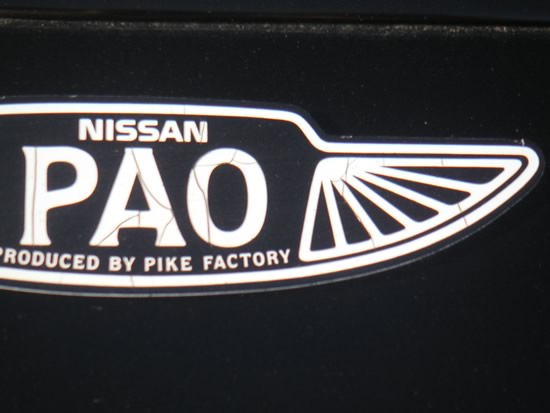 NISSAN
PAO
PRODUCED BY PIKE FACTORY